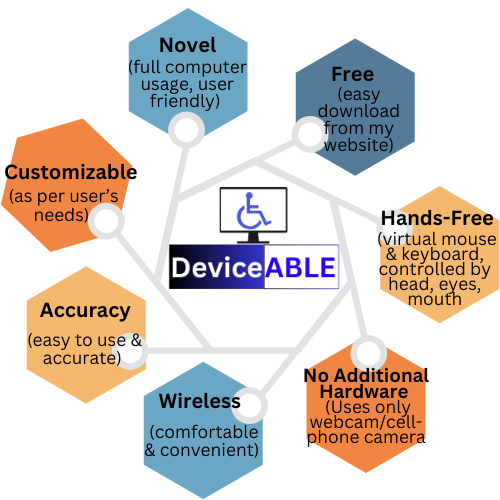 Novel
(full computer
usage, user
friendly)
Free
(easy
download
from my
website)
Customizable
(as per user's
needs)
Hands-Free
(virtual mouse
& keyboard,
controlled by
head, eyes,
mouth
DeviceABLE
Accuracy
(easy to use &
accurate)
No Additional
Hardware
(Uses only
webcam/cell-
phone camera
Wireless
(comfortable
& convenient)